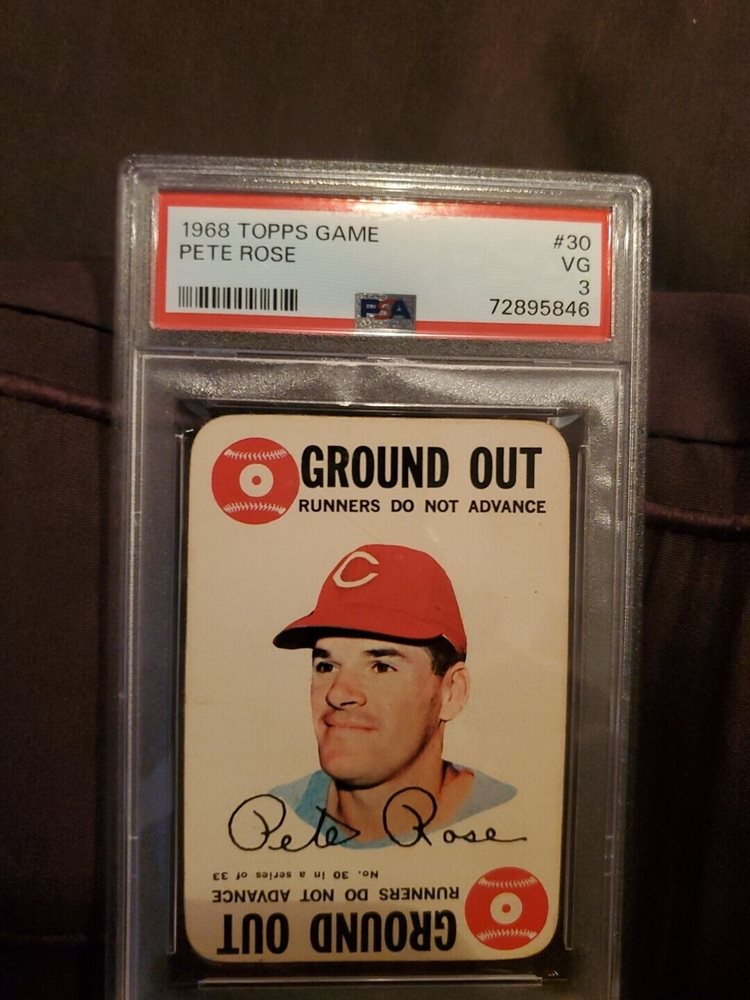 1968 TOPPS GAME
PETE ROSE
#30
VG
3
72895846
PSA
GROUND OUT
RUNNERS DO NOT ADVANCE
C
Pete Rose
No. 30 in a series of 33
RUNNERS DO NOT ADVANCE
GROUND OUT